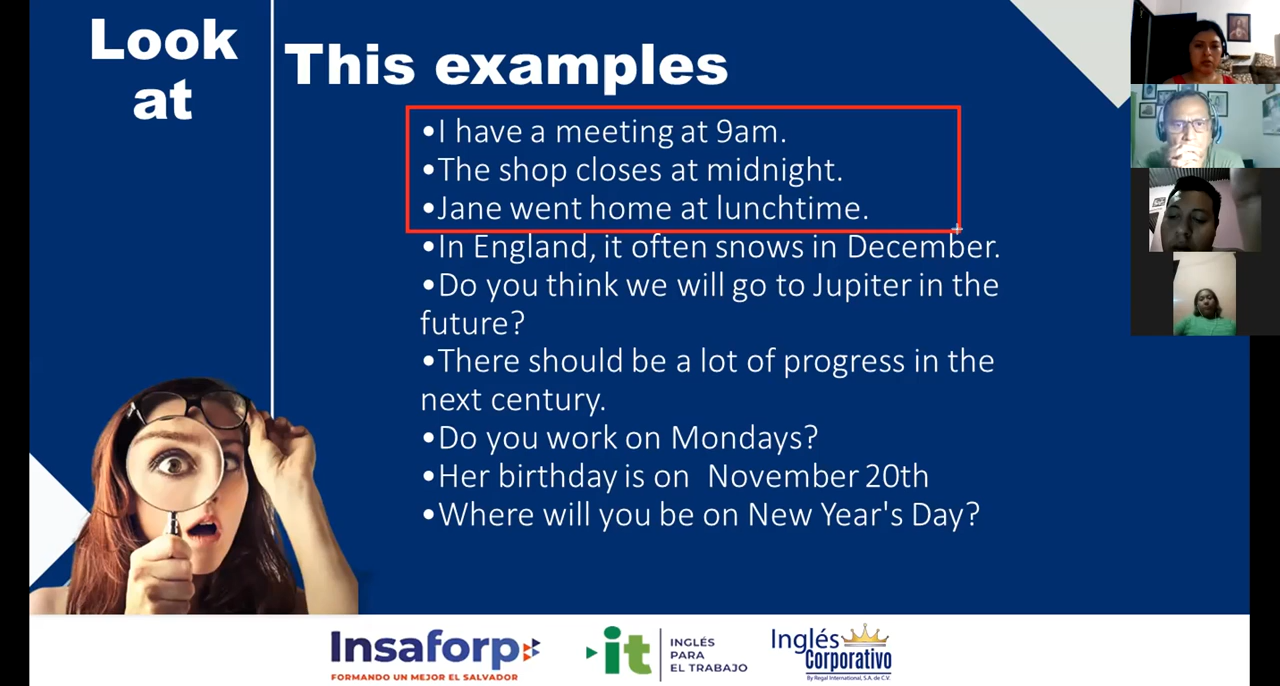 Look
at
This examples
•I have a meeting at 9am.
•The shop closes at midnight.
•Jane went home at lunchtime.
•In England, it often snows in December.
•Do you think we will go to Jupiter in the
future?
•There should be a lot of progress in the
next century.
•Do you work on Mondays?
•Her birthday is on  November 20th
•Where will you be on New Year's Day?
Insaforp
FORMANDO UN MEJOR EL SALVADOR
it
INGLÉS
PARA
EL TRABAJO
Inglés
Corporativo
By Regal International, S.A. de C.V.